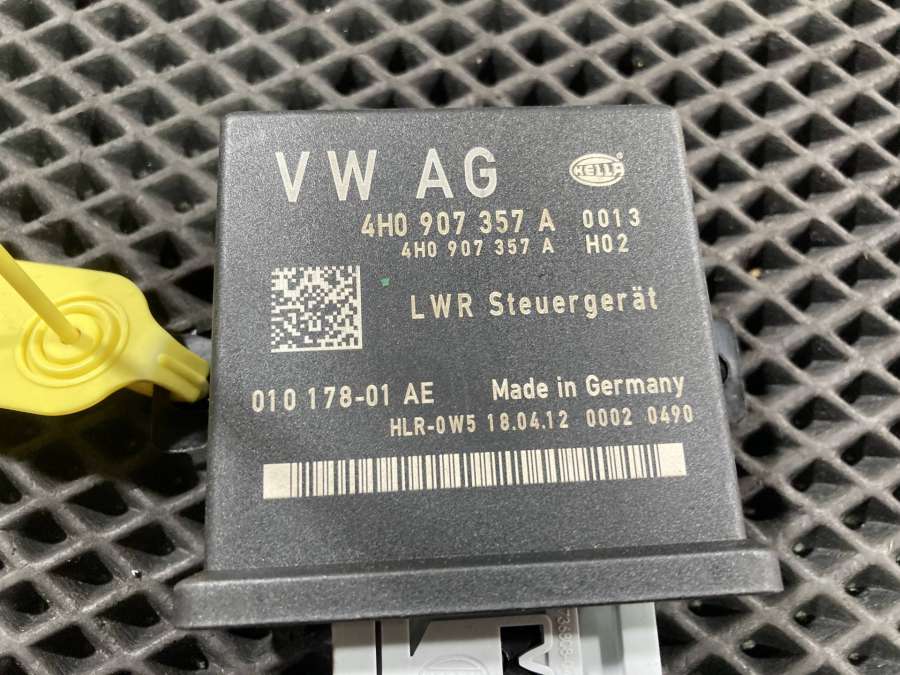 VW AG HELLA
4H0 907 357 A 0013
4H0 907 357 A H02
LWR Steuergerät
010 178-01 AE Made in Germany
HLR-0W5 18.04.12 0002 0490